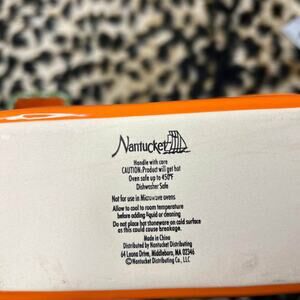 Nantucket
Handle with care
CAUTION:Product will get hot
Oven safe up to 450°F
Dishwasher Safe
Not for use in Microwave ovens
Allow to cool to room temperature
before adding liquid or cleaning
Do not place hot stoneware on cold surface
as this could cause breakage.
Made in China
Distributed by Nantucket Distributing
64 Leona Drive, Middleboro, MA 02346
©Nantucket Distributing Co., LLC